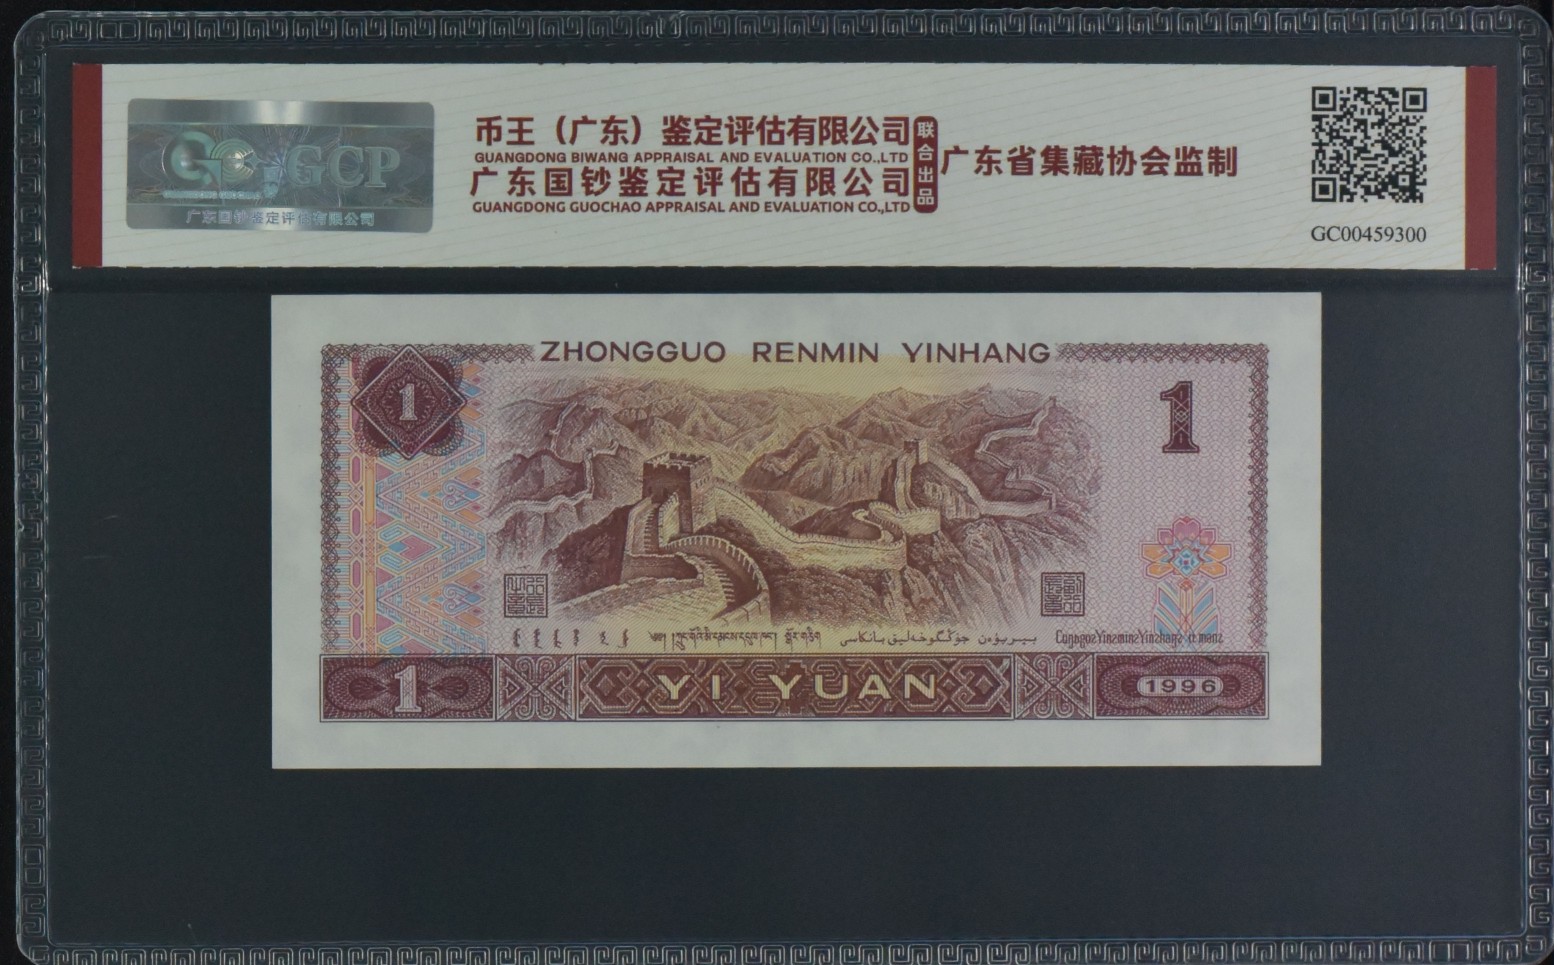 GCP
广东国钞鉴定评估有限公司
币王（广东）鉴定评估有限公司
GUANGDONG BIWANG APPRAISAL AND EVALUATION CO.,LTD
广东国钞鉴定评估有限公司
GUANGDONG GUOCHAO APPRAISAL AND EVALUATION CO.,LTD
联合出品
广东省集藏协会监制
GC00459300
ZHONGGUO RENMIN YINHANG
1
1
1
YI YUAN
1996